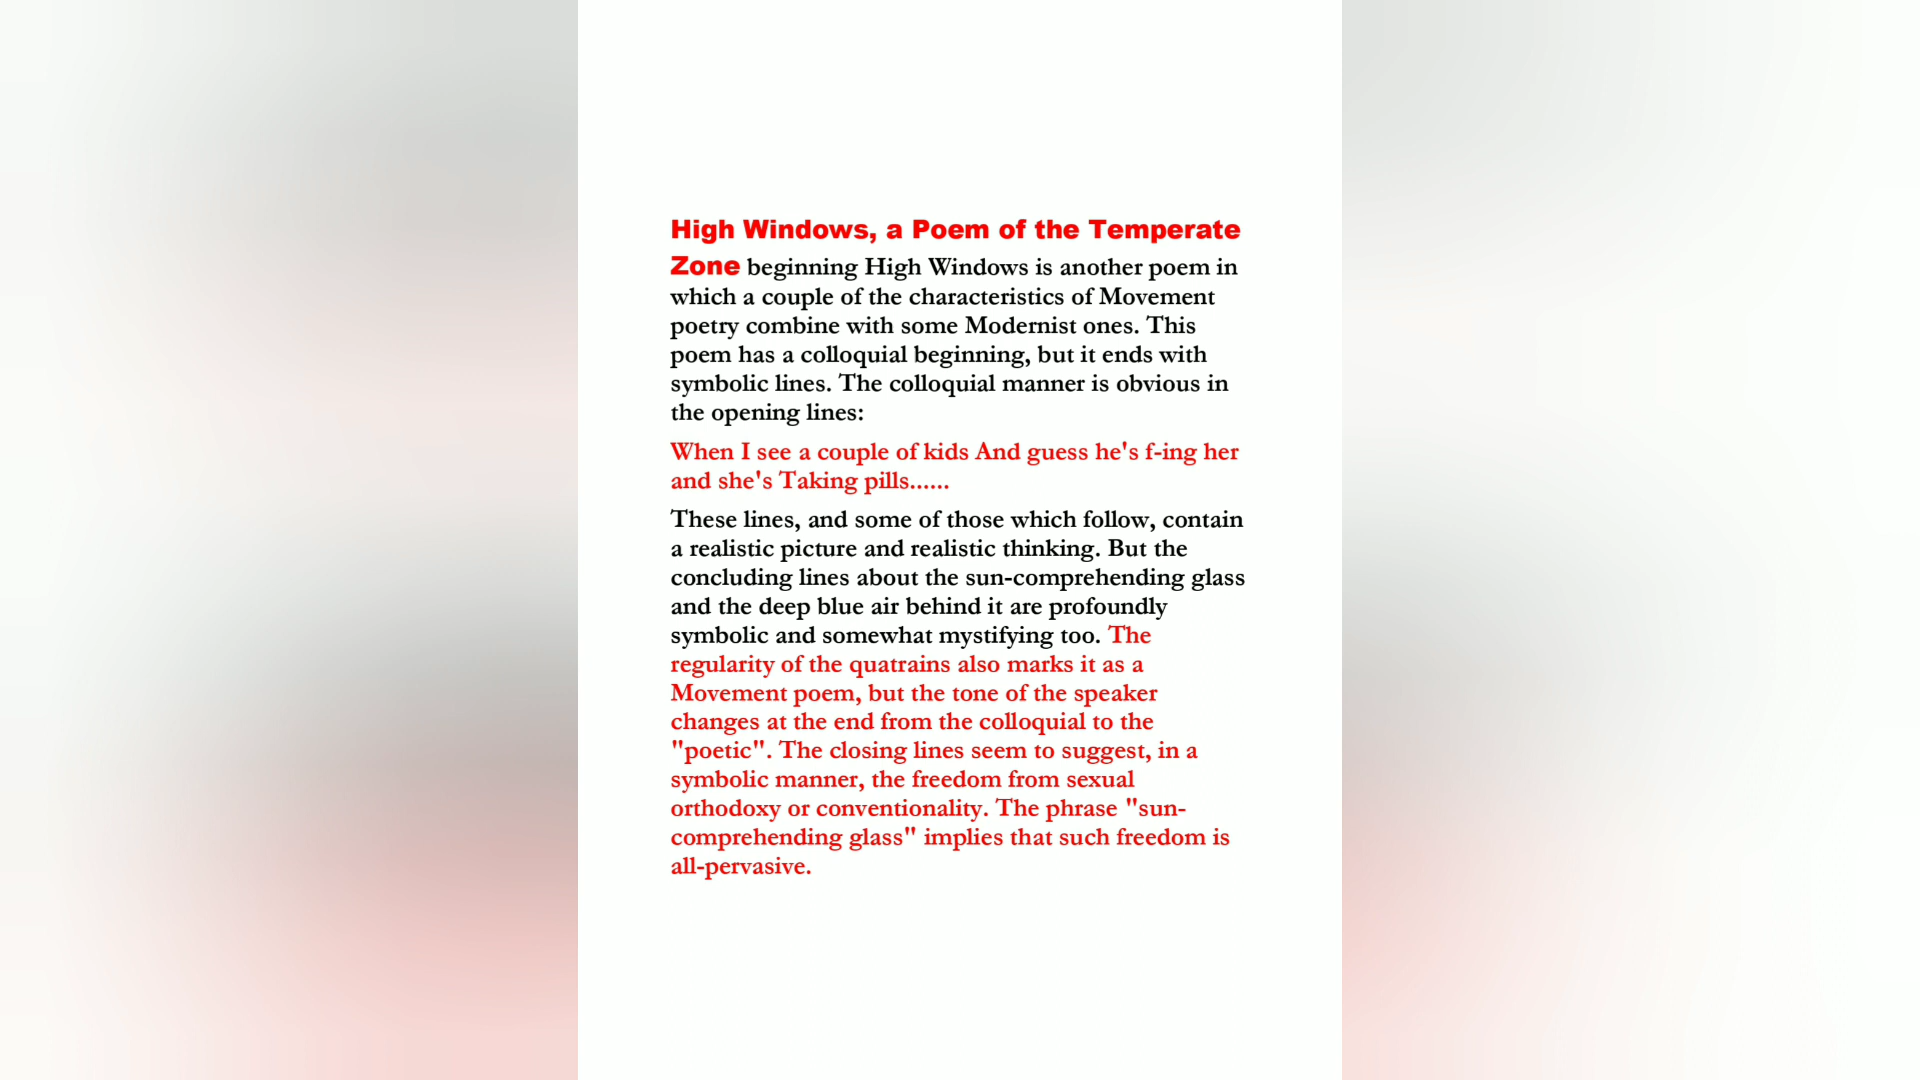 High Windows, a Poem of the Temperate
Zone beginning High Windows is another poem in
which a couple of the characteristics of Movement
poetry combine with some Modernist ones. This
poem has a colloquial beginning, but it ends with
symbolic lines. The colloquial manner is obvious in
the opening lines:
When I see a couple of kids And guess he's f-ing her
and she's Taking pills......
These lines, and some of those which follow, contain
a realistic picture and realistic thinking. But the
concluding lines about the sun-comprehending glass
and the deep blue air behind it are profoundly
symbolic and somewhat mystifying too. The
regularity of the quatrains also marks it as a
Movement poem, but the tone of the speaker
changes at the end from the colloquial to the
"poetic". The closing lines seem to suggest, in a
symbolic manner, the freedom from sexual
orthodoxy or conventionality. The phrase "sun-
comprehending glass" implies that such freedom is
all-pervasive.